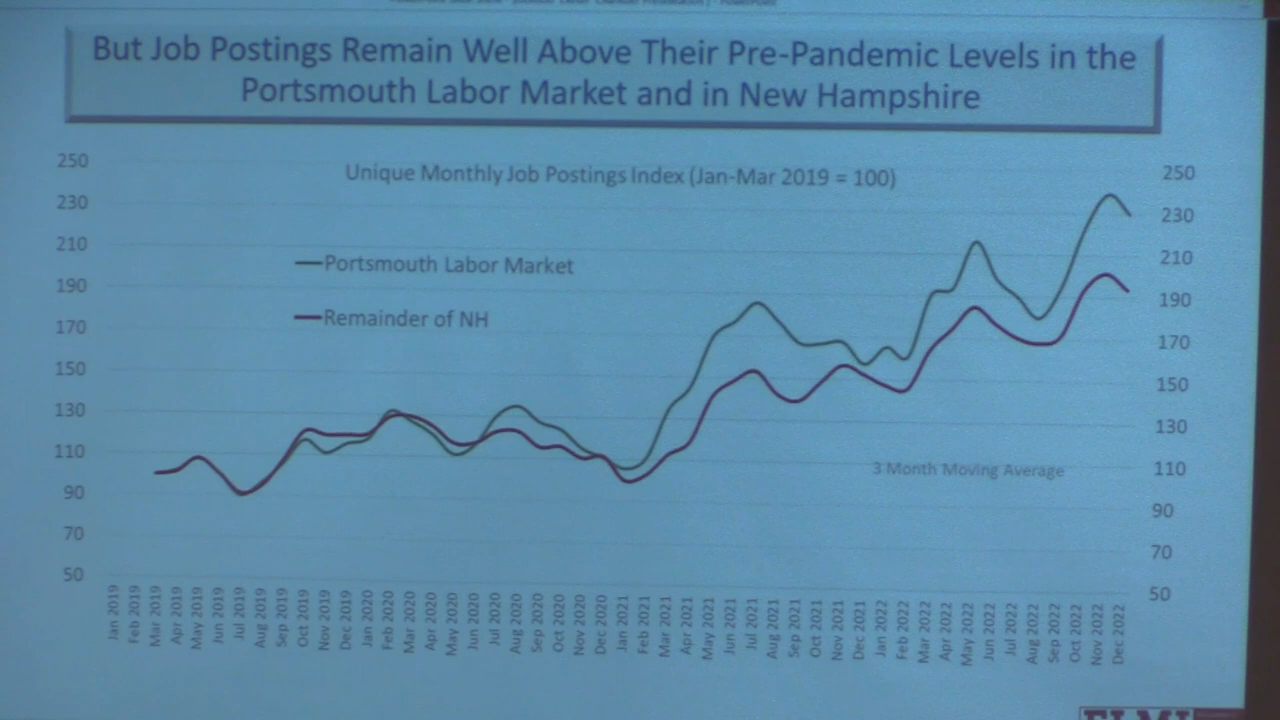 But Job Postings Remain Well Above Their Pre-Pandemic Levels in the
Portsmouth Labor Market and in New Hampshire
Unique Monthly Job Postings Index (Jan-Mar 2019 = 100)
250
230
210
190
170
150
130
110
90
70
50
Portsmouth Labor Market
Remainder of NH
3 Month Moving Average
250
230
210
190
170
150
130
110
90
70
50
Jan 2019
Feb 2019
Mar 2019
Apr 2019
May 2019
Jun 2019
Jul 2019
Aug 2019
Sep 2019
Oct 2019
Nov 2019
Dec 2019
Jan 2020
Feb 2020
Mar 2020
Apr 2020
May 2020
Jun 2020
Jul 2020
Aug 2020
Sep 2020
Oct 2020
Nov 2020
Dec 2020
Jan 2021
Feb 2021
Mar 2021
Apr 2021
May 2021
Jun 2021
Jul 2021
Aug 2021
Sep 2021
Oct 2021
Nov 2021
Dec 2021
Jan 2022
Feb 2022
Mar 2022
Apr 2022
May 2022
Jun 2022
Jul 2022
Aug 2022
Sep 2022
Oct 2022
Nov 2022
Dec 2022